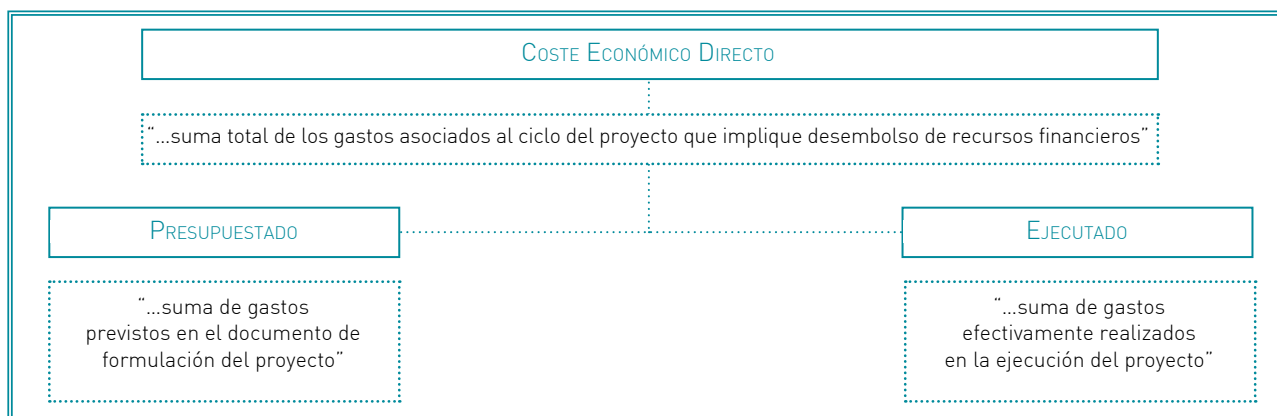 Coste Económico Directo
“...suma total de los gastos asociados al ciclo del proyecto que implique desembolso de recursos financieros”
Presupuestado
“...suma de gastos
previstos en el documento de
formulación del proyecto”
Ejecutado
“...suma de gastos
efectivamente realizados
en la ejecución del proyecto”